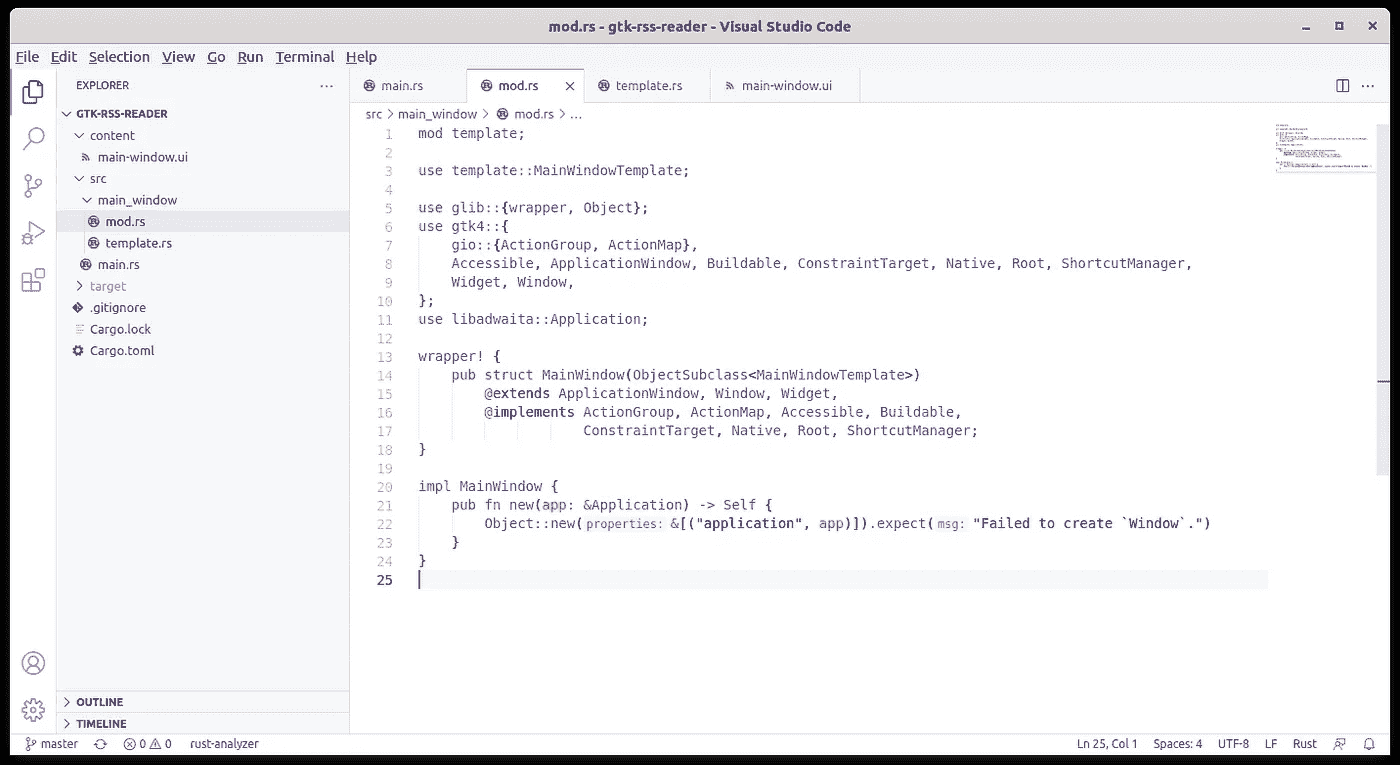 mod.rs - gtk-rss-reader - Visual Studio Code
File Edit Selection View Go Run Terminal Help
EXPLORER
GTK-RSS-READER
content
main-window.ui
src
main_window
mod.rs
template.rs
main.rs
target
.gitignore
Cargo.lock
Cargo.toml
OUTLINE
TIMELINE
main.rs mod.rs template.rs main-window.ui
src > main_window > mod.rs > ...
1 mod template;
2
3 use template::MainWindowTemplate;
4
5 use glib::{wrapper, Object};
6 use gtk4::{
7     gio::{ActionGroup, ActionMap},
8     Accessible, ApplicationWindow, Buildable, ConstraintTarget, Native, Root, ShortcutManager,
9     Widget, Window,
10 };
11 use libadwaita::Application;
12
13 wrapper! {
14     pub struct MainWindow(ObjectSubclass<MainWindowTemplate>)
15         @extends ApplicationWindow, Window, Widget,
16         @implements ActionGroup, ActionMap, Accessible, Buildable,
17                     ConstraintTarget, Native, Root, ShortcutManager;
18 }
19
20 impl MainWindow {
21     pub fn new(app: &Application) -> Self {
22         Object::new(properties: &[("application", app)]).expect(msg: "Failed to create `Window`.")
23     }
24 }
25
master 0 0 rust-analyzer Ln 25, Col 1 Spaces: 4 UTF-8 LF Rust